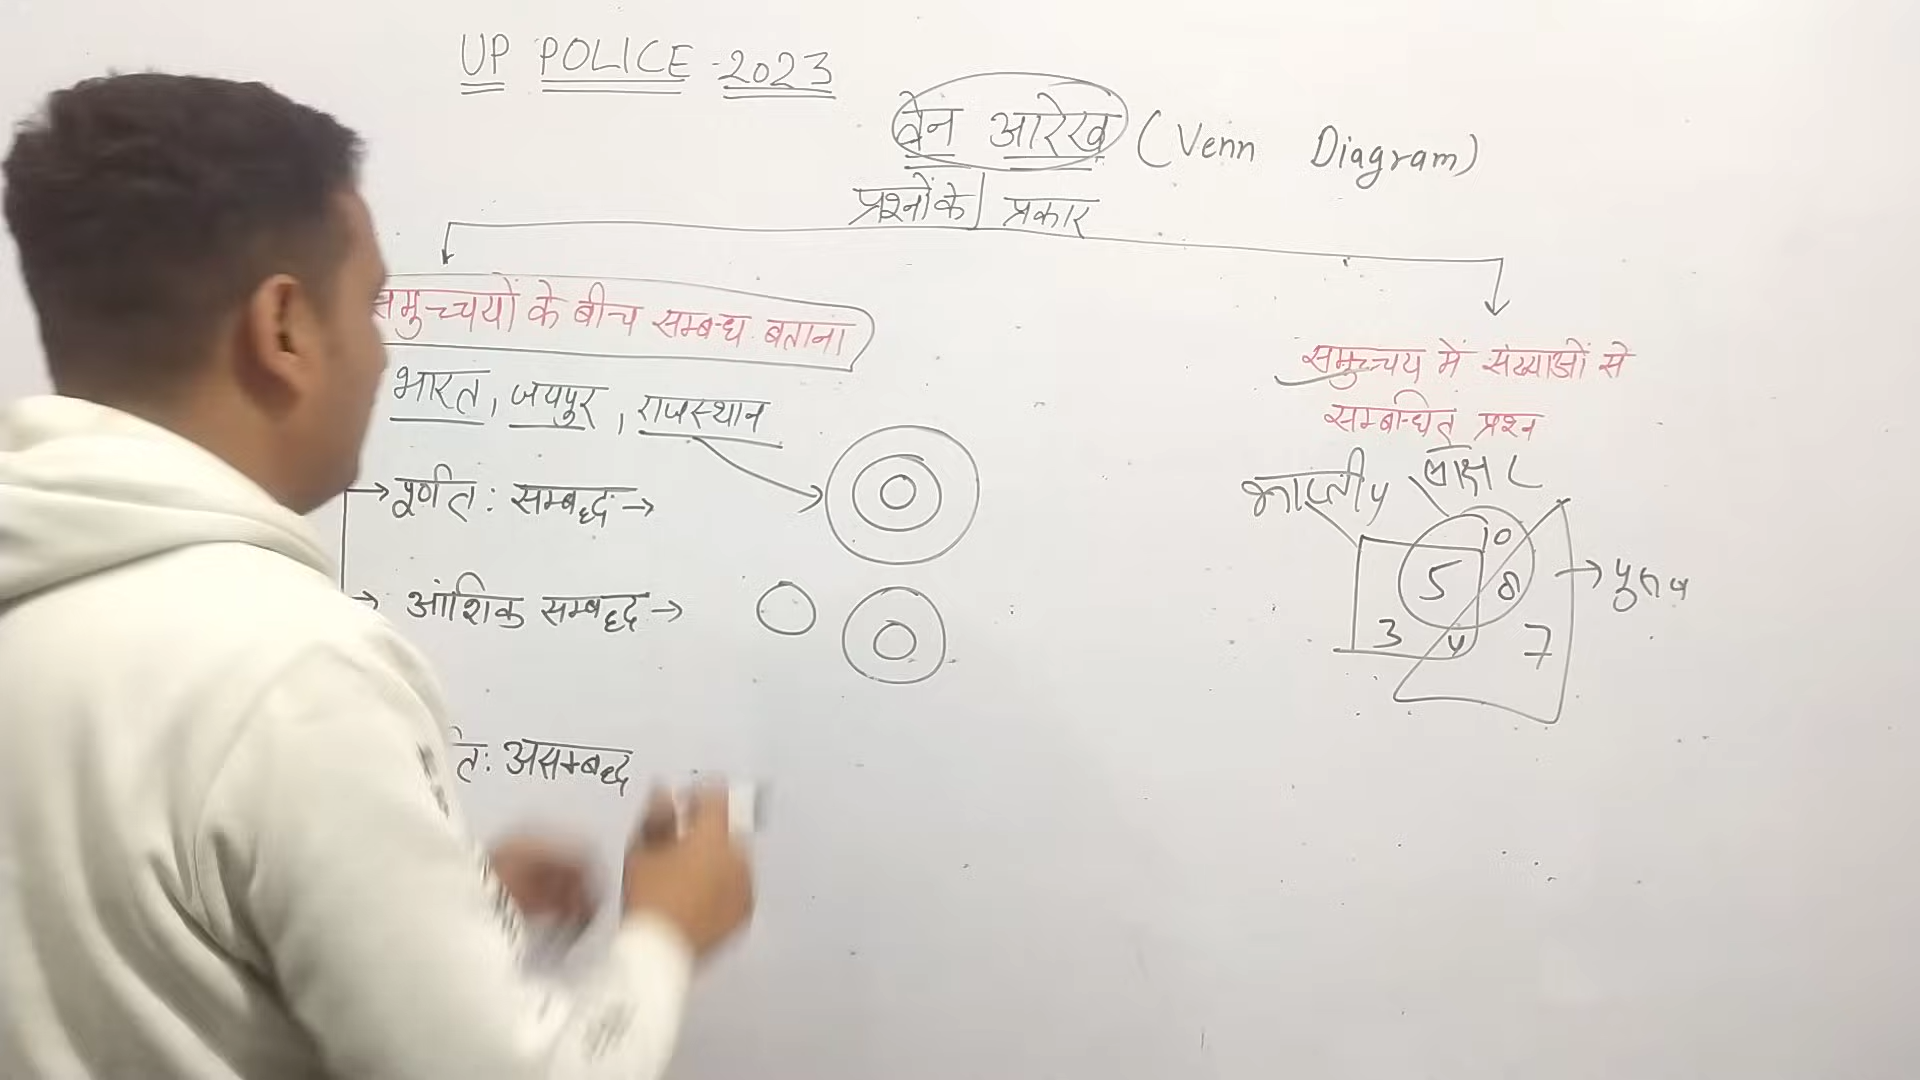 UP POLICE - 2023
वेन आरेख (Venn Diagram)
प्रश्नों के प्रकार
समुच्चयों के बीच सम्बन्ध बताना
भारत, जयपुर, राजस्थान
पूर्णतः सम्बद्ध →
आंशिक सम्बद्ध →
तः असम्बद्ध
समुच्चय में संख्याओं से
सम्बन्धित प्रश्न
भारतीय
10
5
8
3
4
7